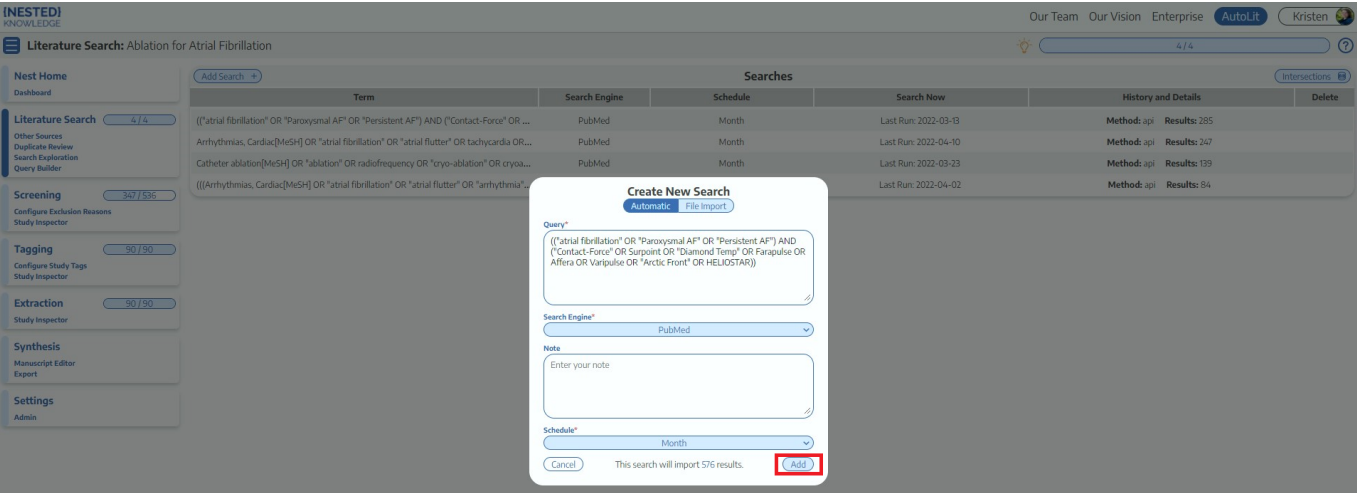 {NESTED}
KNOWLEDGE
Our Team Our Vision Enterprise AutoLit Kristen
Literature Search: Ablation for Atrial Fibrillation
4/4
?
Nest Home
Dashboard
Literature Search 4/4
Other Sources
Duplicate Review
Search Exploration
Query Builder
Screening 347/536
Configure Exclusion Reasons
Study Inspector
Tagging 90/90
Configure Study Tags
Study Inspector
Extraction 90/90
Study Inspector
Synthesis
Manuscript Editor
Export
Settings
Admin
Add Search +
Searches
Intersections
Term Search Engine Schedule Search Now History and Details Delete
(("atrial fibrillation" OR "Paroxysmal AF" OR "Persistent AF") AND ("Contact-Force" OR ... PubMed Month Last Run: 2022-03-13 Method: api Results: 285
Arrhythmias, Cardiac[MeSH] OR "atrial fibrillation" OR "atrial flutter" OR tachycardia OR... PubMed Month Last Run: 2022-04-10 Method: api Results: 247
Catheter ablation[MeSH] OR "ablation" OR radiofrequency OR "cryo-ablation" OR cryoa... PubMed Month Last Run: 2022-03-23 Method: api Results: 139
(((Arrhythmias, Cardiac[MeSH] OR "atrial fibrillation" OR "atrial flutter" OR "arrhythmia"... Last Run: 2022-04-02 Method: api Results: 84
Create New Search
Automatic File Import
Query*
(("atrial fibrillation" OR "Paroxysmal AF" OR "Persistent AF") AND
("Contact-Force" OR Surpoint OR "Diamond Temp" OR Farapulse OR
Affera OR Varipulse OR "Arctic Front" OR HELIOSTAR))
Search Engine*
PubMed
Note
Enter your note
Schedule*
Month
Cancel This search will import 576 results. Add